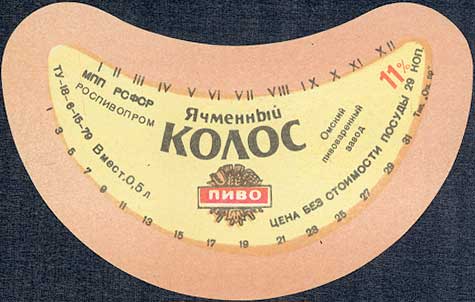 I II III IV V VI VII VIII IX X XI XII
ТУ-18-6-15-79
МПП РСФСР
РОСПИВОПРОМ
Вмест. 0,5 л
Ячменный
КОЛОС
ПИВО
Омский
пивоваренный
завод
11%
ЦЕНА БЕЗ СТОИМОСТИ ПОСУДЫ 29 КОП.
1 3 5 7 9 11 13 15 17 19 21 23 25 27 29 31